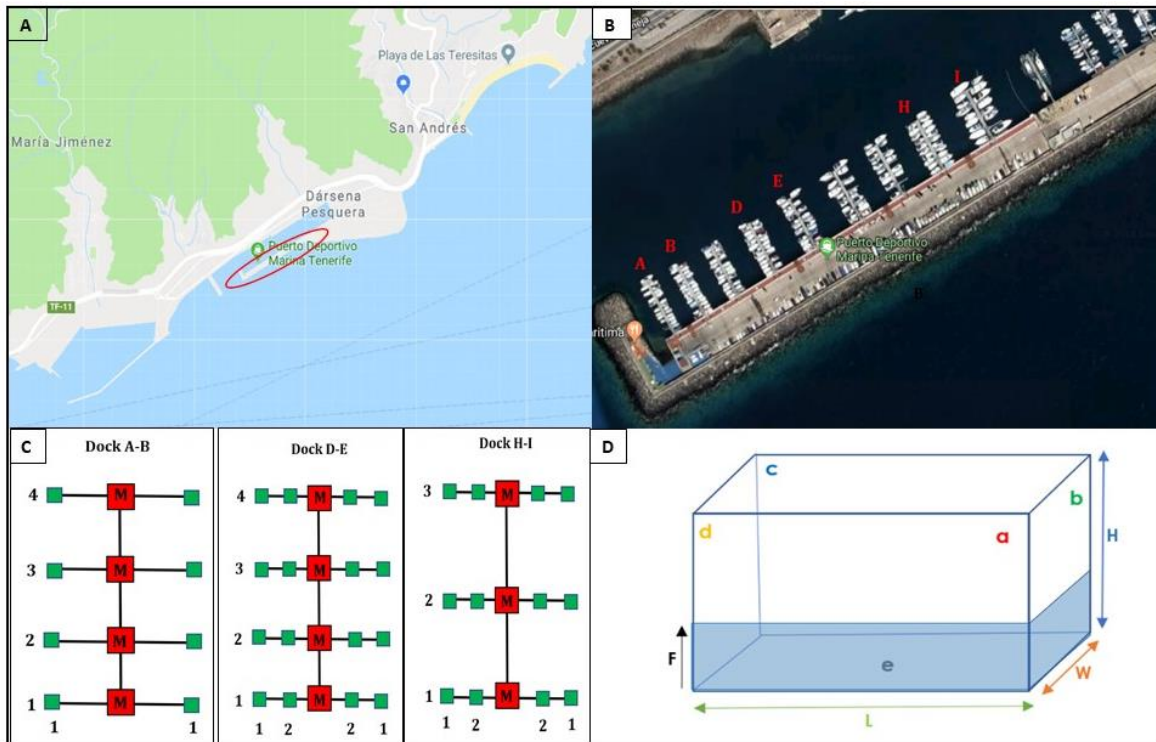 A
Playa de Las Teresitas
San Andrés
María Jiménez
Dársena
Pesquera
Puerto Deportivo
Marina Tenerife
TF-11
B
I
H
E
D
B
A
Puerto Deportivo
Marina Tenerife
B
C
Dock A-B
4 M
3 M
2 M
1 M
1 1
Dock D-E
4 M
3 M
2 M
1 M
1 2 2 1
Dock H-I
3 M
2 M
1 M
1 2 2 1
D
c
b
d
a
H
F
e
W
L